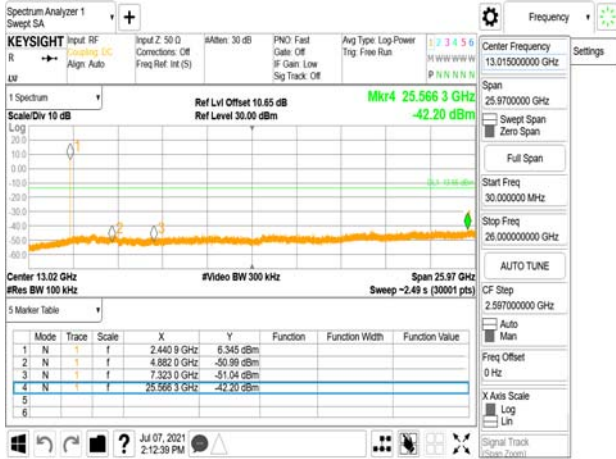 Spectrum Analyzer 1
Swept SA
Frequency
Settings
KEYSIGHT
R
Input: RF
Coupling: DC
Align: Auto
Input Z: 50 Ω
Corrections: Off
Freq Ref: Int (S)
#Atten: 30 dB
PNO: Fast
Gate: Off
IF Gain: Low
Sig Track: Off
Avg Type: Log-Power
Trig: Free Run
1 2 3 4 5 6
M W W W W W
P N N N N N
1 Spectrum
Scale/Div 10 dB
Ref Lvl Offset 10.65 dB
Ref Level 30.00 dBm
Mkr4 25.566 3 GHz
-42.20 dBm
Log
20.0
10.0
0.00
-10.0
-20.0
-30.0
-40.0
-50.0
-60.0
1
2
3
Center 13.02 GHz
#Res BW 100 kHz
#Video BW 300 kHz
Span 25.97 GHz
Sweep ~2.49 s (30001 pts)
5 Marker Table
Mode Trace Scale X Y Function Function Width Function Value
1 N 1 f 2.440 9 GHz 6.345 dBm
2 N 1 f 4.882 0 GHz -50.99 dBm
3 N 1 f 7.323 0 GHz -51.04 dBm
4 N 1 f 25.566 3 GHz -42.20 dBm
5
6
Jul 07, 2021
2:12:39 PM
Center Frequency
13.015000000 GHz
Span
25.9700000 GHz
Swept Span
Zero Span
Full Span
Start Freq
30.000000 MHz
Stop Freq
26.000000000 GHz
AUTO TUNE
CF Step
2.597000000 GHz
Auto
Man
Freq Offset
0 Hz
X Axis Scale
Log
Lin
Signal Track
(Span Zoom)